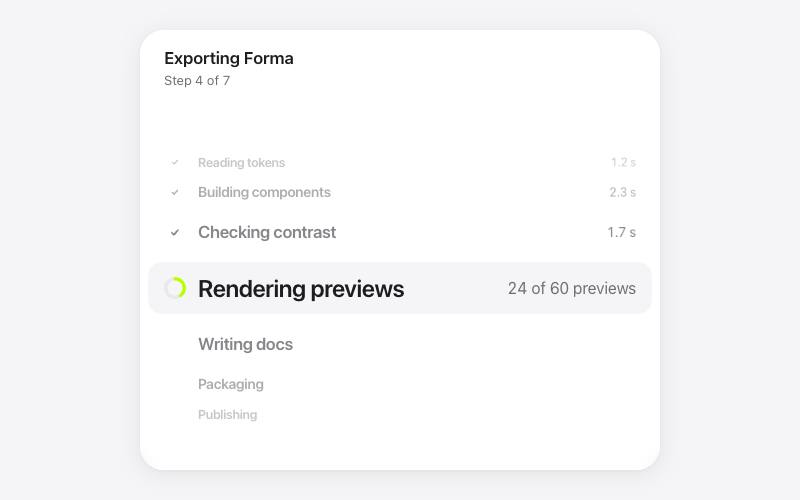 Exporting Forma
Step 4 of 7
Reading tokens 1.2 s
Building components 2.3 s
Checking contrast 1.7 s
Rendering previews 24 of 60 previews
Writing docs
Packaging
Publishing